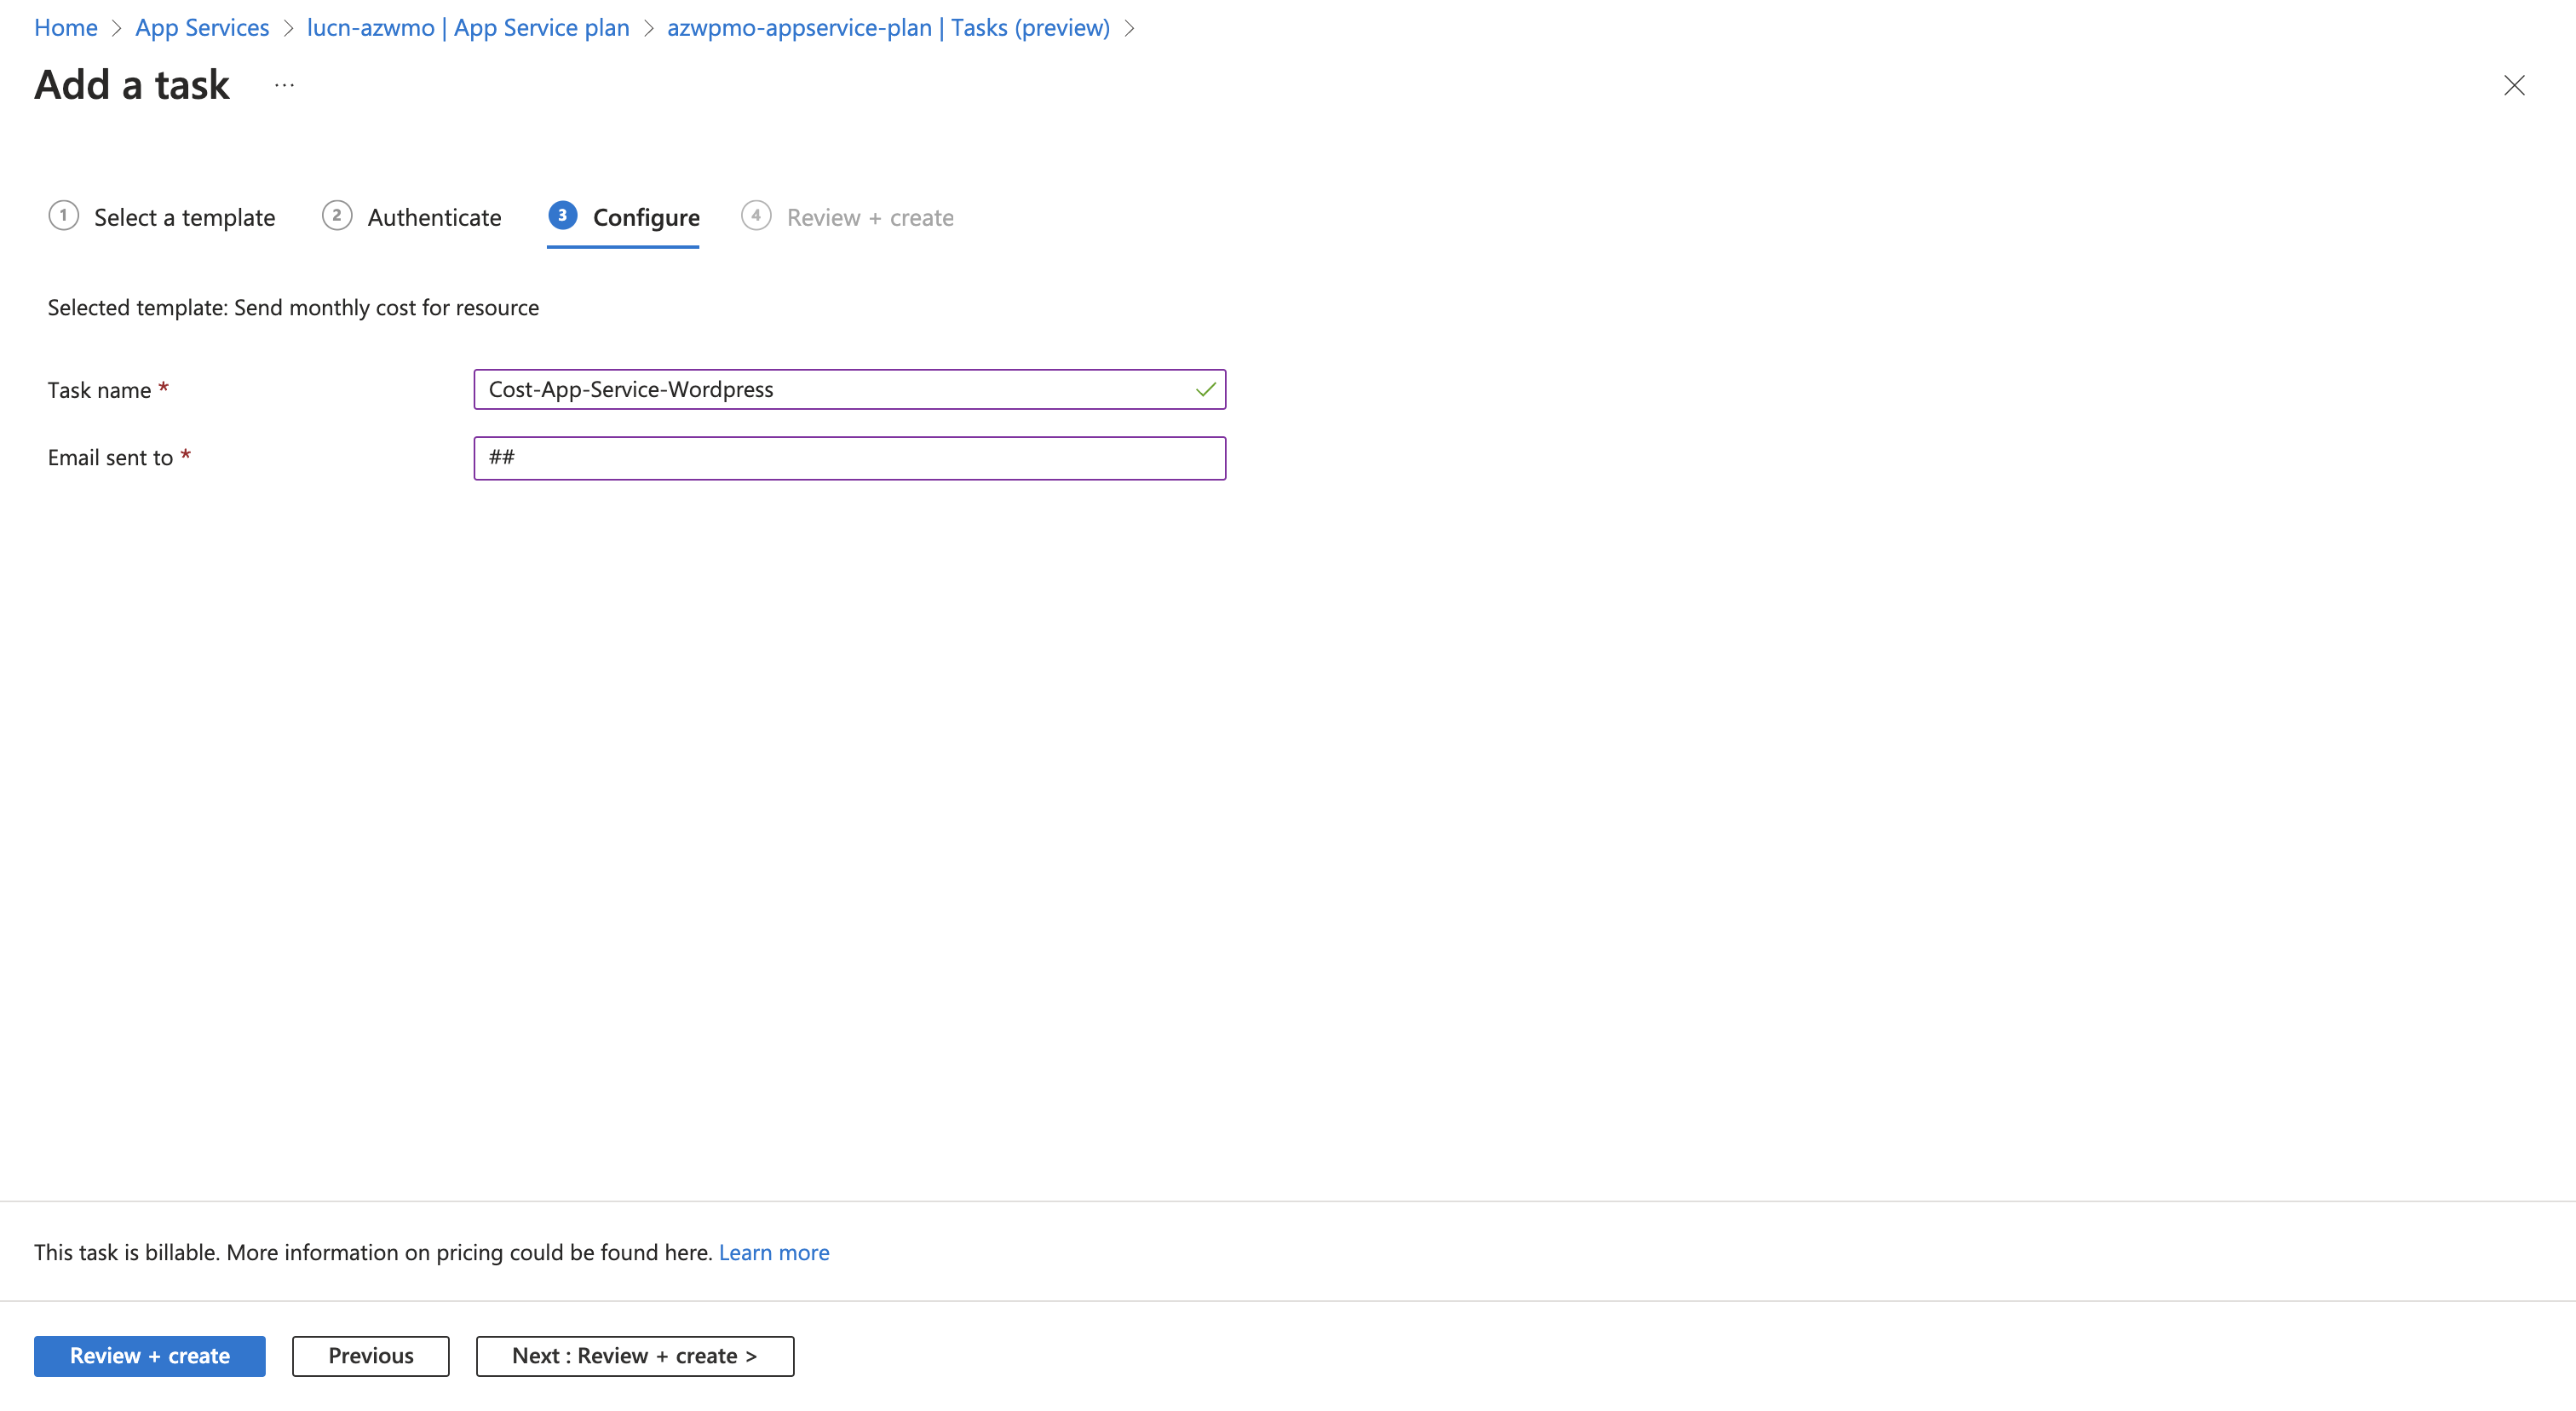 Home > App Services > lucn-azwmo | App Service plan > azwpmo-appservice-plan | Tasks (preview) >
Add a task ...
1 Select a template 2 Authenticate 3 Configure 4 Review + create
Selected template: Send monthly cost for resource
Task name * Cost-App-Service-Wordpress
Email sent to * ##
This task is billable. More information on pricing could be found here. Learn more
Review + create Previous Next : Review + create >